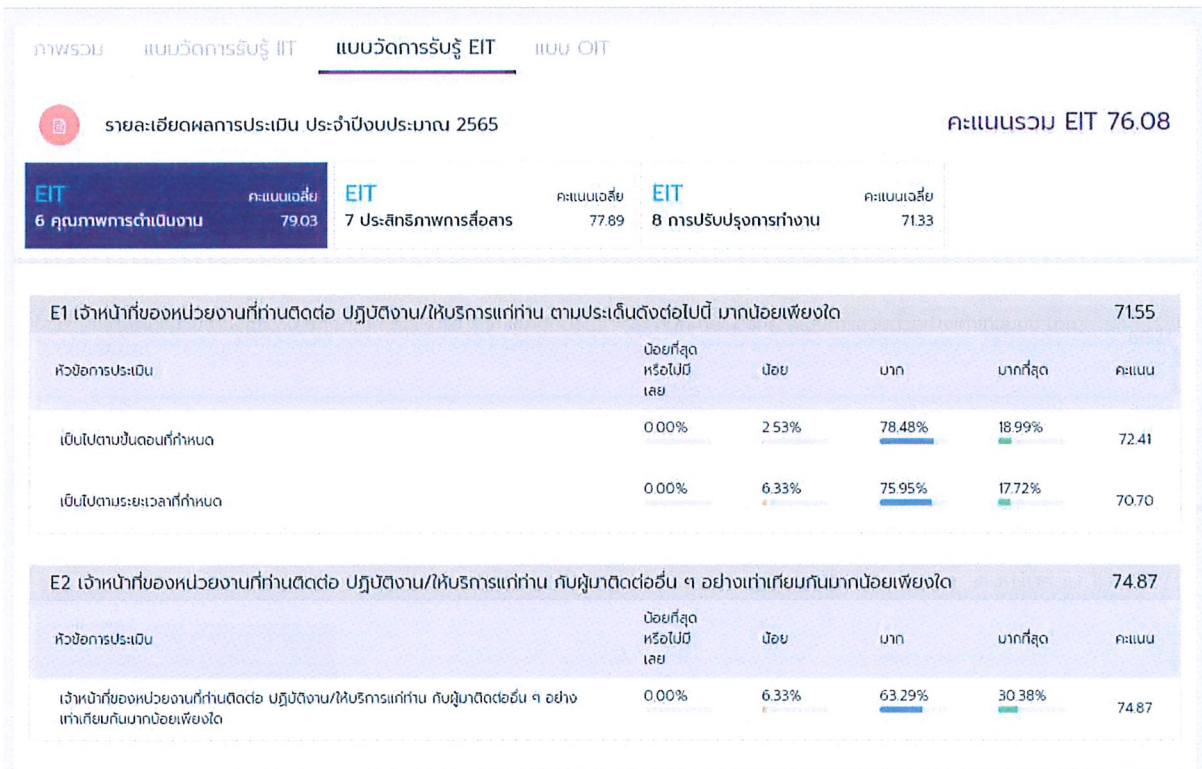 ภาพรวม แบบวัดการรับรู้ IIT แบบวัดการรับรู้ EIT แบบ OIT
รายละเอียดผลการประเมิน ประจำปีงบประมาณ 2565 คะแนนรวม EIT 76.08
EIT คะแนนเฉลี่ย EIT คะแนนเฉลี่ย EIT คะแนนเฉลี่ย
6 คุณภาพการดำเนินงาน 79.03 7 ประสิทธิภาพการสื่อสาร 77.89 8 การปรับปรุงการทำงาน 71.33
E1 เจ้าหน้าที่ของหน่วยงานที่ท่านติดต่อ ปฏิบัติงาน/ให้บริการแก่ท่าน ตามประเด็นดังต่อไปนี้ มากน้อยเพียงใด 71.55
หัวข้อการประเมิน น้อยที่สุด
หรือไม่มี
เลย น้อย มาก มากที่สุด คะแนน
เป็นไปตามขั้นตอนที่กำหนด 0.00% 2.53% 78.48% 18.99% 72.41
เป็นไปตามระยะเวลาที่กำหนด 0.00% 6.33% 75.95% 17.72% 70.70
E2 เจ้าหน้าที่ของหน่วยงานที่ท่านติดต่อ ปฏิบัติงาน/ให้บริการแก่ท่าน กับผู้มาติดต่ออื่น ๆ อย่างเท่าเทียมกันมากน้อยเพียงใด 74.87
หัวข้อการประเมิน น้อยที่สุด
หรือไม่มี
เลย น้อย มาก มากที่สุด คะแนน
เจ้าหน้าที่ของหน่วยงานที่ท่านติดต่อ ปฏิบัติงาน/ให้บริการแก่ท่าน กับผู้มาติดต่ออื่น ๆ อย่าง
เท่าเทียมกันมากน้อยเพียงใด 0.00% 6.33% 63.29% 30.38% 74.87